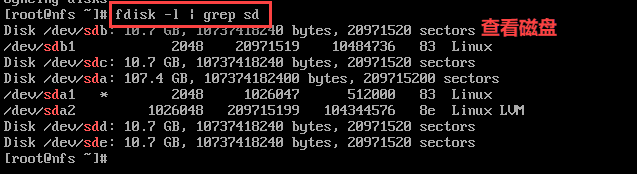 ogneing disks
[root@nfs ~]# fdisk -l | grep sd
Disk /dev/sdb: 10.7 GB, 10737418240 bytes, 20971520 sectors 查看磁盘
/dev/sdb1 2048 20971519 10484736 83 Linux
Disk /dev/sdc: 10.7 GB, 10737418240 bytes, 20971520 sectors
Disk /dev/sda: 107.4 GB, 107374182400 bytes, 209715200 sectors
/dev/sda1 * 2048 1026047 512000 83 Linux
/dev/sda2 1026048 209715199 104344576 8e Linux LVM
Disk /dev/sdd: 10.7 GB, 10737418240 bytes, 20971520 sectors
Disk /dev/sde: 10.7 GB, 10737418240 bytes, 20971520 sectors
[root@nfs ~]#